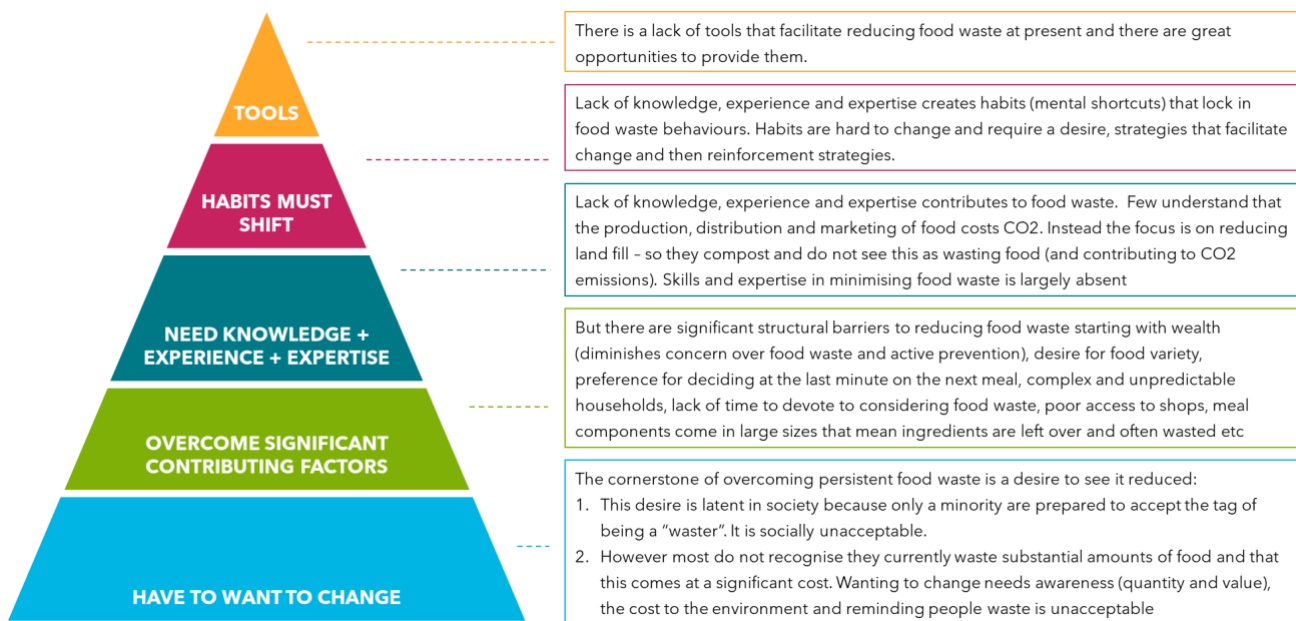 TOOLS
There is a lack of tools that facilitate reducing food waste at present and there are great
opportunities to provide them.
HABITS MUST
SHIFT
Lack of knowledge, experience and expertise creates habits (mental shortcuts) that lock in
food waste behaviours. Habits are hard to change and require a desire, strategies that facilitate
change and then reinforcement strategies.
NEED KNOWLEDGE +
EXPERIENCE + EXPERTISE
Lack of knowledge, experience and expertise contributes to food waste.  Few understand that
the production, distribution and marketing of food costs CO2. Instead the focus is on reducing
land fill – so they compost and do not see this as wasting food (and contributing to CO2
emissions). Skills and expertise in minimising food waste is largely absent
OVERCOME SIGNIFICANT
CONTRIBUTING FACTORS
But there are significant structural barriers to reducing food waste starting with wealth
(diminishes concern over food waste and active prevention), desire for food variety,
preference for deciding at the last minute on the next meal, complex and unpredictable
households, lack of time to devote to considering food waste, poor access to shops, meal
components come in large sizes that mean ingredients are left over and often wasted etc
HAVE TO WANT TO CHANGE
The cornerstone of overcoming persistent food waste is a desire to see it reduced:
1. This desire is latent in society because only a minority are prepared to accept the tag of
being a “waster”. It is socially unacceptable.
2. However most do not recognise they currently waste substantial amounts of food and that
this comes at a significant cost. Wanting to change needs awareness (quantity and value),
the cost to the environment and reminding people waste is unacceptable